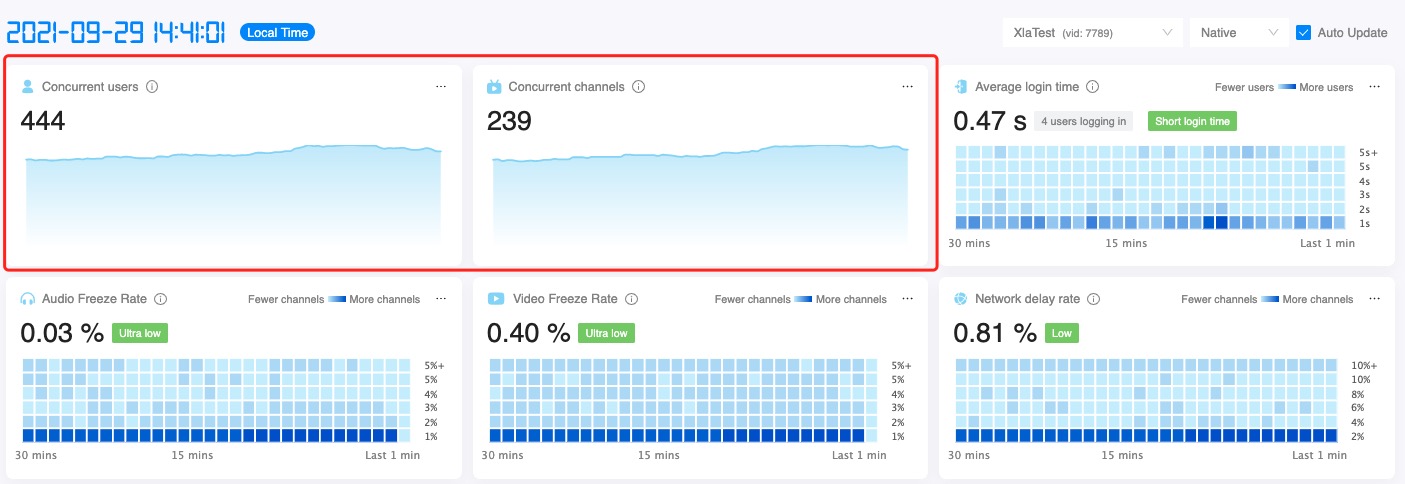 2021-09-29 14:41:01 Local Time XlaTest (vid: 7789) Native Auto Update
Concurrent users
444
Concurrent channels
239
Average login time Fewer users More users
0.47 s 4 users logging in Short login time
5s+
5s
4s
3s
2s
1s
30 mins 15 mins Last 1 min
Audio Freeze Rate Fewer channels More channels
0.03 % Ultra low
5%+
5%
4%
3%
2%
1%
30 mins 15 mins Last 1 min
Video Freeze Rate Fewer channels More channels
0.40 % Ultra low
5%+
5%
4%
3%
2%
1%
30 mins 15 mins Last 1 min
Network delay rate Fewer channels More channels
0.81 % Low
10%+
10%
8%
6%
4%
2%
30 mins 15 mins Last 1 min